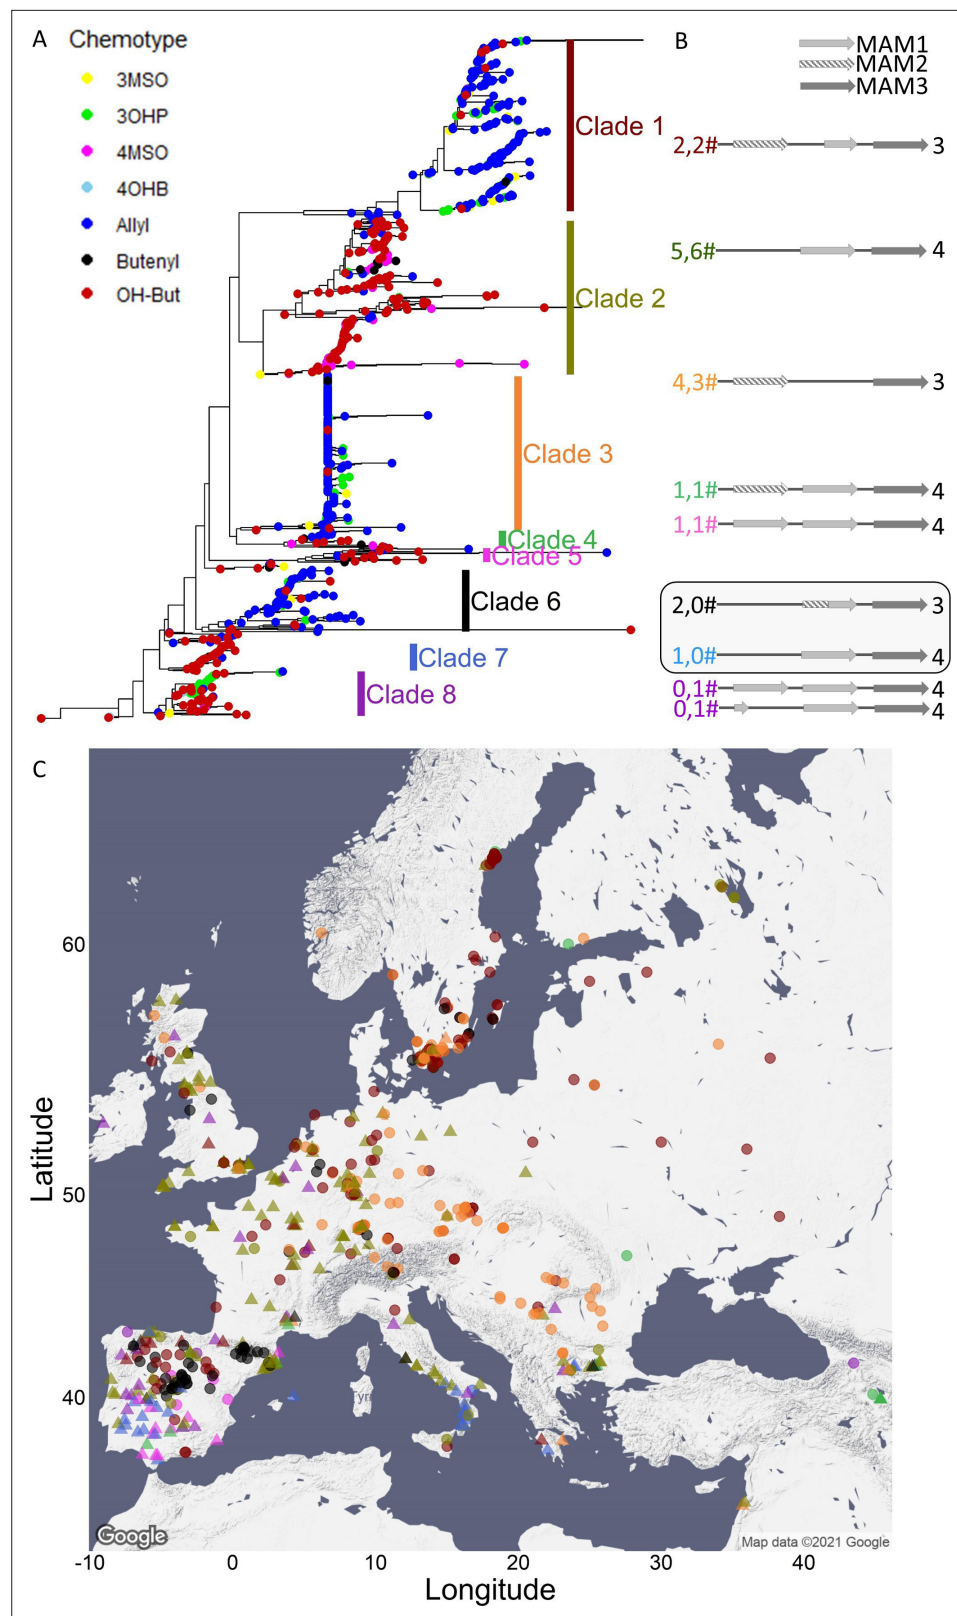 A Chemotype
3MSO
3OHP
4MSO
4OHB
Allyl
Butenyl
OH-But
Clade 1
Clade 2
Clade 3
Clade 4
Clade 5
Clade 6
Clade 7
Clade 8
B
MAM1
MAM2
MAM3
2,2# 3
5,6# 4
4,3# 3
1,1# 4
1,1# 4
2,0# 3
1,0# 4
0,1# 4
0,1# 4
C
Latitude
60
50
40
Google
Map data ©2021 Google
-10 0 10 20 30 40
Longitude